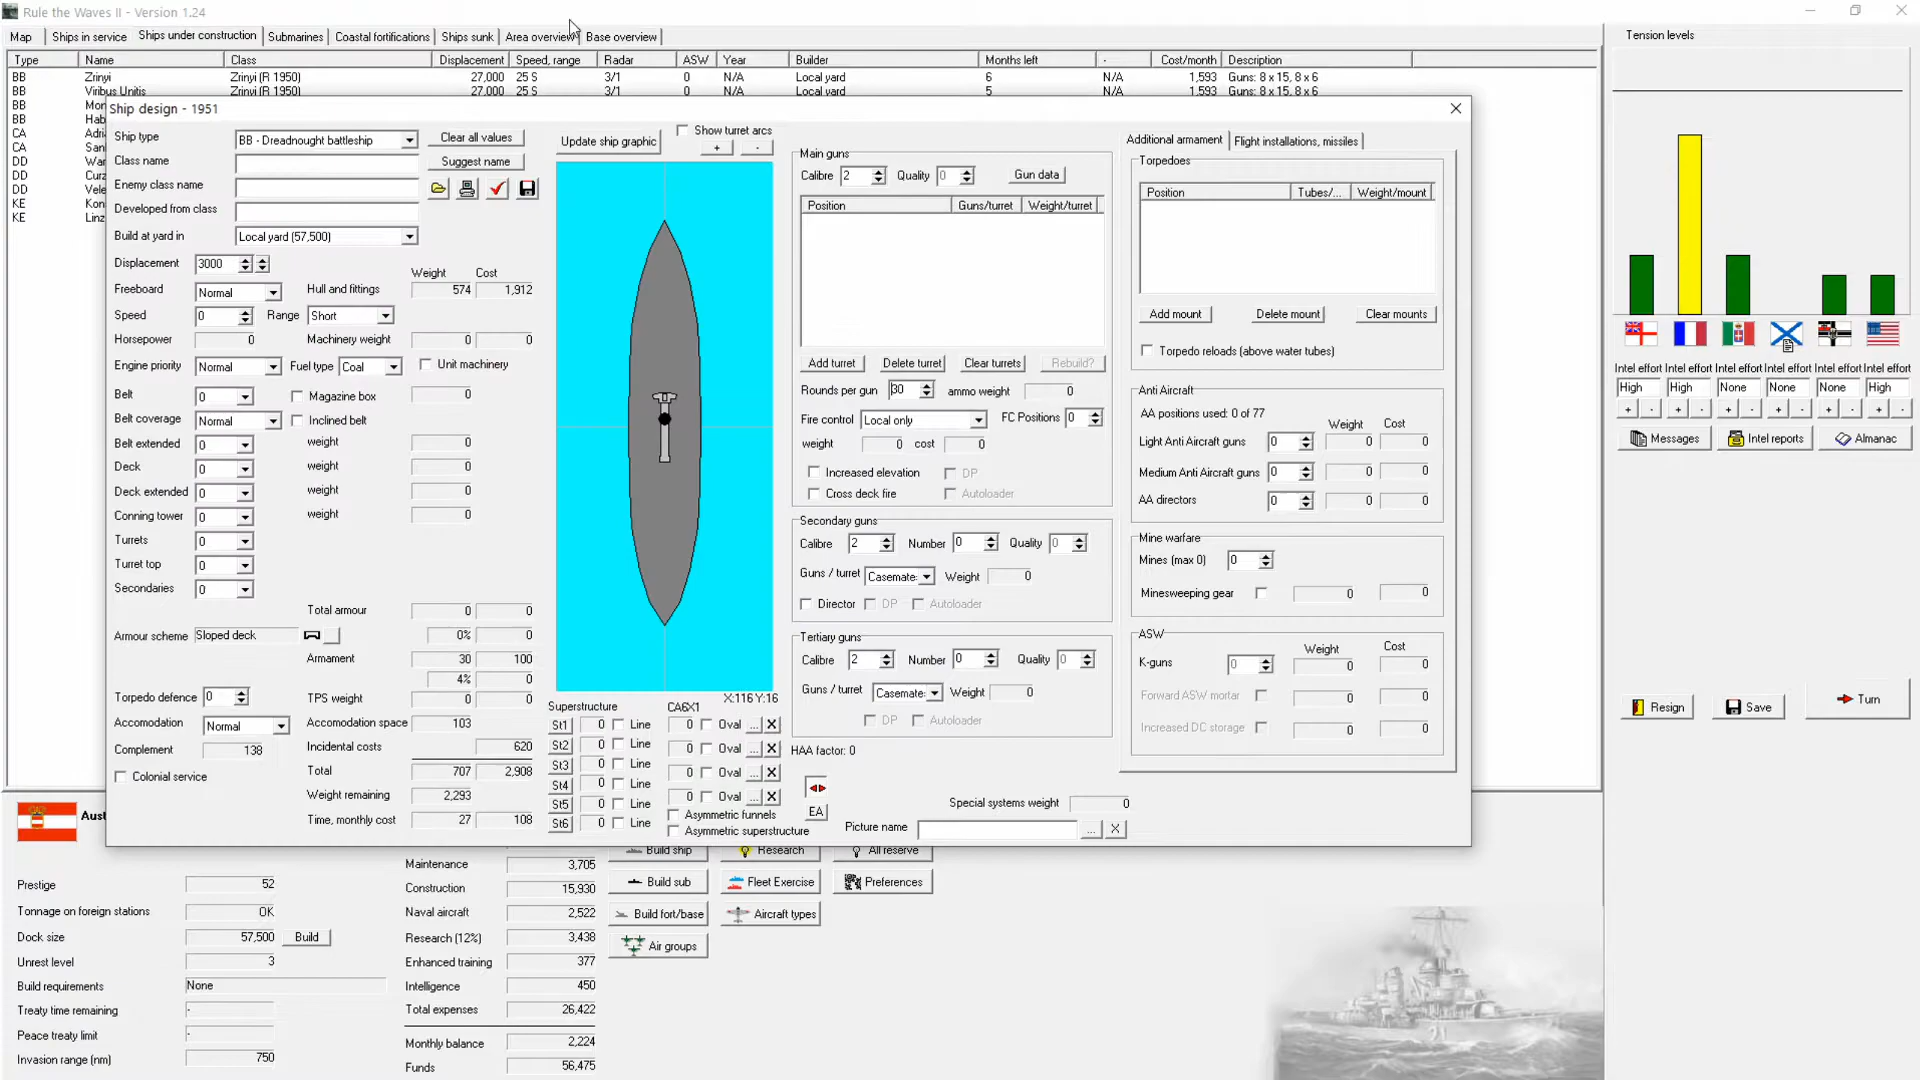 Rule the Waves II - Version 1.24
Map Ships in service Ships under construction Submarines Coastal fortifications Ships sunk Area overview Base overview
Type Name Class Displacement Speed, range Radar ASW Year Builder Months left - Cost/month Description
BB Zrinyi Zrinyi (R 1950) 27,000 25 S 3/1 0 N/A Local yard 6 N/A 1,593 Guns: 8 x 15, 8 x 6
BB Viribus Unitis Zrinyi (R 1950) 27,000 25 S 3/1 0 N/A Local yard 5 N/A 1,593 Guns: 8 x 15, 8 x 6
BB Mon
BB Hab
CA Adri
CA San
DD War
DD Curz
DD Vele
KE Kon
KE Linz
Ship design - 1951
Ship type BB - Dreadnought battleship Clear all values
Class name Suggest name
Enemy class name
Developed from class
Build at yard in Local yard (57,500)
Displacement 3000
Weight Cost
Freeboard Normal Hull and fittings 574 1,912
Speed 0 Range Short
Horsepower 0 Machinery weight 0 0
Engine priority Normal Fuel type Coal Unit machinery
Belt 0 Magazine box 0
Belt coverage Normal Inclined belt
Belt extended 0 weight 0
Deck 0 weight 0
Deck extended 0 weight 0
Conning tower 0 weight 0
Turrets 0
Turret top 0
Secondaries 0
Total armour 0 0
Armour scheme Sloped deck 0% 0
Armament 30 100
4% 0
Torpedo defence 0 TPS weight 0 0
Accomodation Normal Accomodation space 103
Complement 138 Incidental costs 620
Colonial service Total 707 2,908
Weight remaining 2,293
Time, monthly cost 27 108
Update ship graphic Show turret arcs
+ -
X:116 Y:16
Superstructure CA6X1
St1 0 Line 0 Oval ... X
St2 0 Line 0 Oval ... X
St3 0 Line 0 Oval ... X
St4 0 Line 0 Oval ... X
St5 0 Line
St6 0 Line
Asymmetric funnels
Asymmetric superstructure
Main guns
Calibre 2 Quality 0 Gun data
Position Guns/turret Weight/turret
Add turret Delete turret Clear turrets Rebuild?
Rounds per gun 30 ammo weight 0
Fire control Local only FC Positions 0
weight 0 cost 0
Increased elevation DP
Cross deck fire Autoloader
Secondary guns
Calibre 2 Number 0 Quality 0
Guns / turret Casemate: Weight 0
Director DP Autoloader
Tertiary guns
Calibre 2 Number 0 Quality 0
Guns / turret Casemate: Weight 0
DP Autoloader
HAA factor: 0
EA
Special systems weight 0
Picture name ... X
Additional armament Flight installations, missiles
Torpedoes
Position Tubes/... Weight/mount
Add mount Delete mount Clear mounts
Torpedo reloads (above water tubes)
Anti Aircraft
AA positions used: 0 of 77
Weight Cost
Light Anti Aircraft guns 0 0 0
Medium Anti Aircraft guns 0 0 0
AA directors 0 0 0
Mine warfare
Mines (max 0) 0
Minesweeping gear 0 0
ASW
Weight Cost
K-guns 0 0 0
Forward ASW mortar 0 0
Increased DC storage 0 0
Tension levels
Intel effort Intel effort Intel effort Intel effort Intel effort Intel effort
High High None None None High
+ - + - + - + - + - + -
Messages Intel reports Almanac
Resign Save Turn
Aust
Prestige 52
Tonnage on foreign stations OK
Dock size 57,500 Build
Unrest level 3
Build requirements None
Treaty time remaining -
Peace treaty limit -
Invasion range (nm) 750
Maintenance 3,705
Construction 15,930
Naval aircraft 2,522
Research (12%) 3,438
Enhanced training 377
Intelligence 450
Total expenses 26,422
Monthly balance 2,224
Funds 56,475
Build ship Research All reserve
Build sub Fleet Exercise Preferences
Build fort/base Aircraft types
Air groups